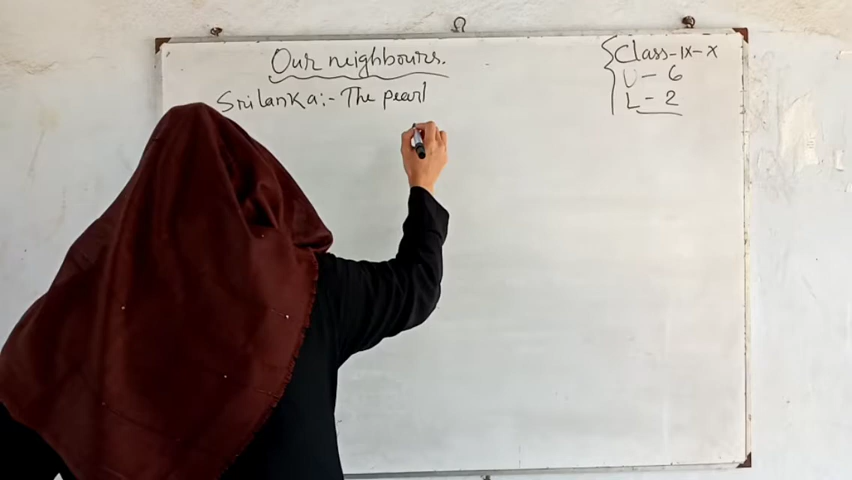 Our neighbours.
Srilanka:- The pearl
Class-IX-X
U-6
L-2